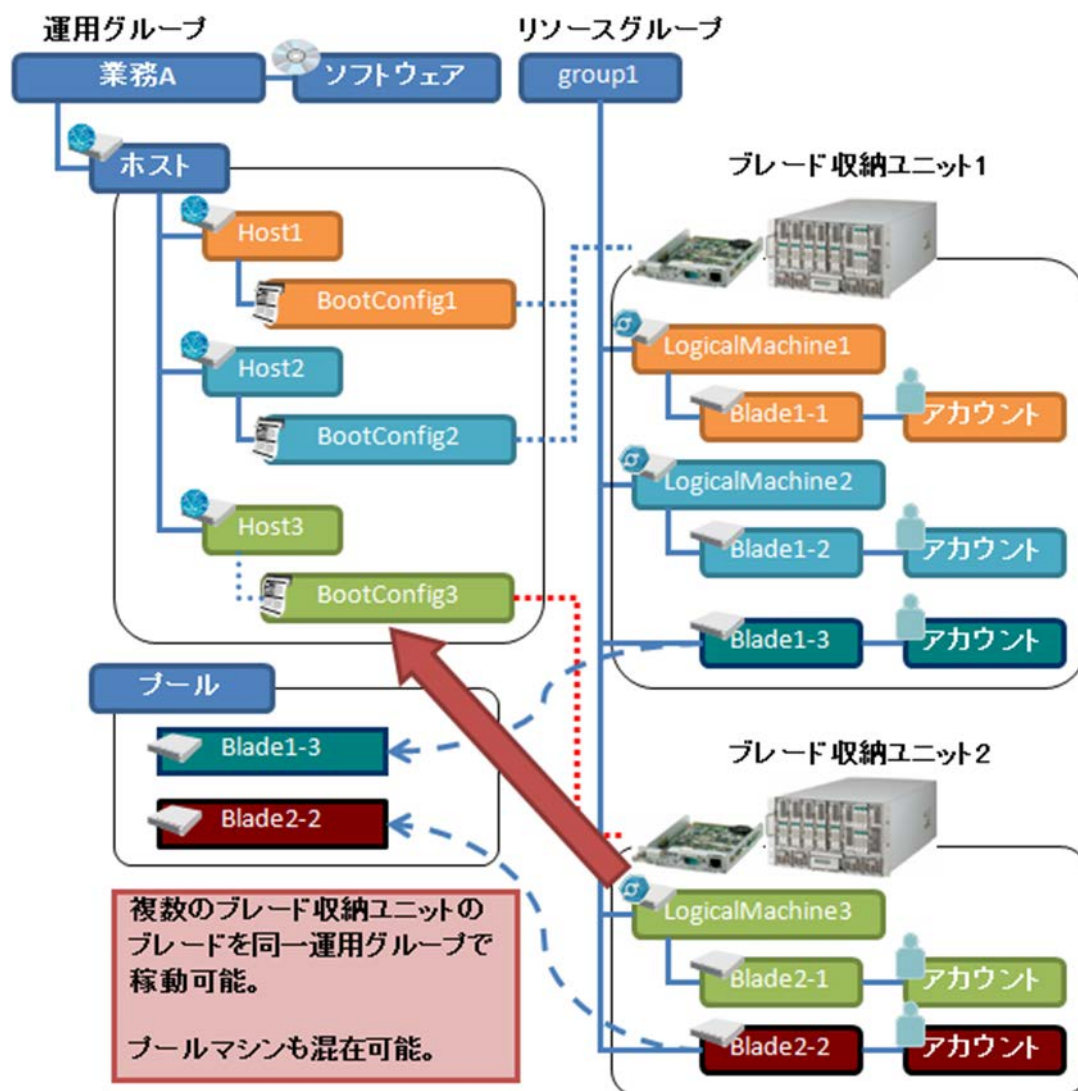 運用グループ
業務A
ソフトウェア
ホスト
Host1
BootConfig1
Host2
BootConfig2
Host3
BootConfig3
プール
Blade1-3
Blade2-2
複数のブレード収納ユニットの
ブレードを同一運用グループで
稼動可能。
プールマシンも混在可能。
リソースグループ
group1
ブレード収納ユニット1
LogicalMachine1
Blade1-1
アカウント
LogicalMachine2
Blade1-2
アカウント
Blade1-3
アカウント
ブレード収納ユニット2
LogicalMachine3
Blade2-1
アカウント
Blade2-2
アカウント